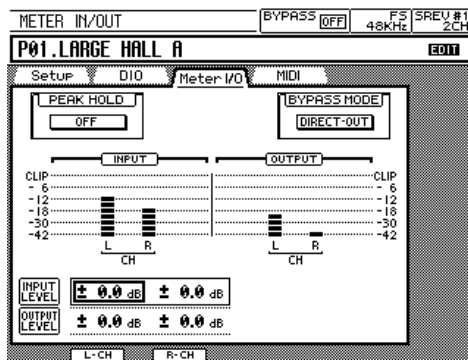 METER IN/OUT
BYPASS OFF
FS 48KHz
SREV #1 2CH
P01.LARGE HALL A
EDIT
Setup DIO Meter I/O MIDI
PEAK HOLD
OFF
BYPASS MODE
DIRECT-OUT
INPUT OUTPUT
CLIP CLIP
- 6 - 6
-12 -12
-18 -18
-30 -30
-42 -42
L R L R
CH CH
INPUT LEVEL ± 0.0 dB ± 0.0 dB
OUTPUT LEVEL ± 0.0 dB ± 0.0 dB
L-CH R-CH